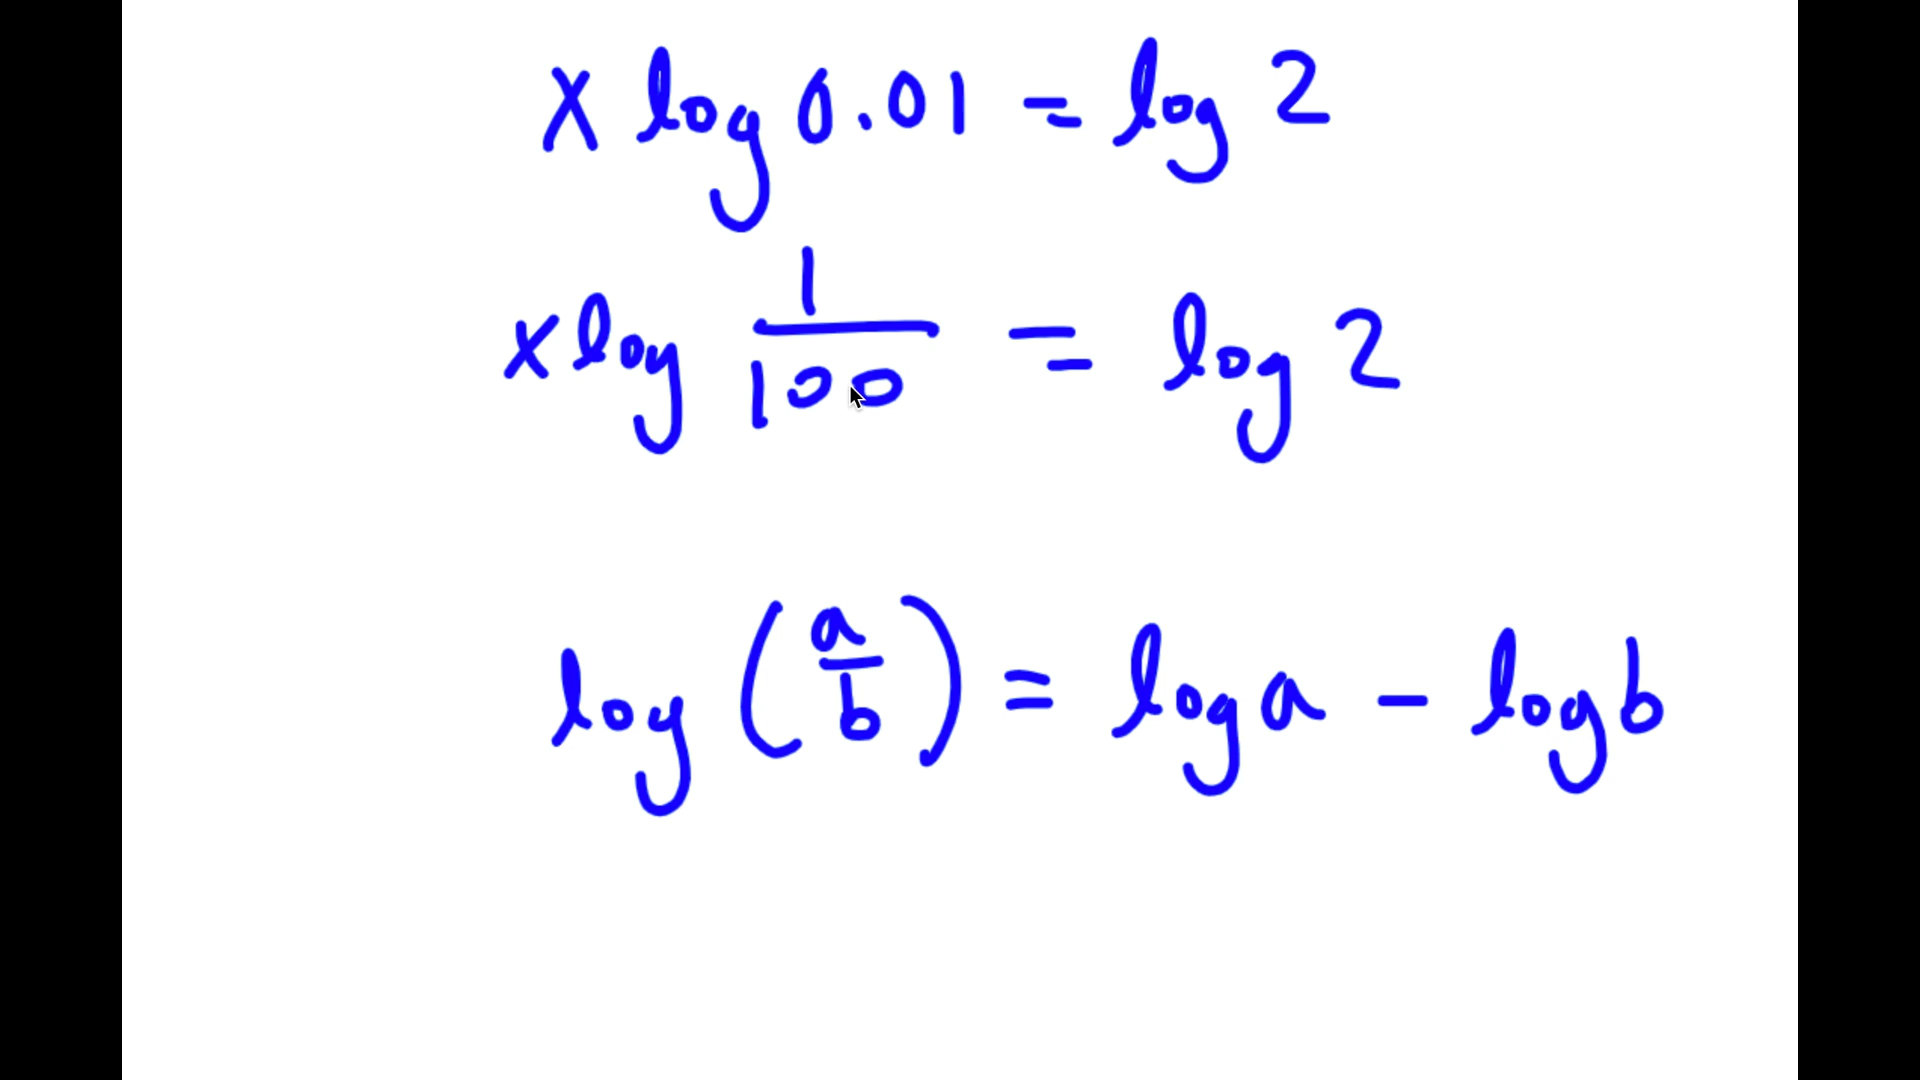 x log 0.01 = log 2
x log 1/100 = log 2
log (a/b) = log a - log b